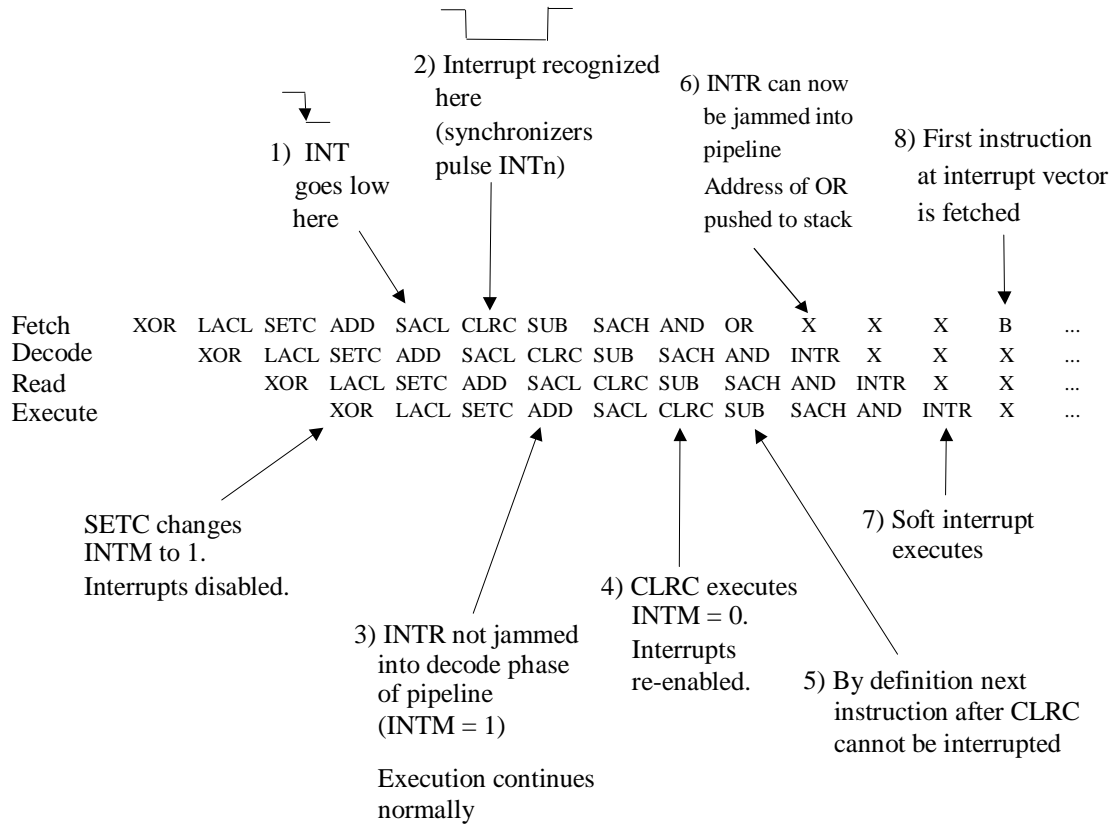 2) Interrupt recognized
here
(synchronizers
pulse INTn)
6) INTR can now
be jammed into
pipeline
Address of OR
pushed to stack
8) First instruction
at interrupt vector
is fetched
1) INT
goes low
here
Fetch XOR LACL SETC ADD SACL CLRC SUB SACH AND OR X X X B ...
Decode XOR LACL SETC ADD SACL CLRC SUB SACH AND INTR X X X ...
Read XOR LACL SETC ADD SACL CLRC SUB SACH AND INTR X X ...
Execute XOR LACL SETC ADD SACL CLRC SUB SACH AND INTR X ...
SETC changes
INTM to 1.
Interrupts disabled.
3) INTR not jammed
into decode phase
of pipeline
(INTM = 1)
Execution continues
normally
4) CLRC executes
INTM = 0.
Interrupts
re-enabled.
7) Soft interrupt
executes
5) By definition next
instruction after CLRC
cannot be interrupted